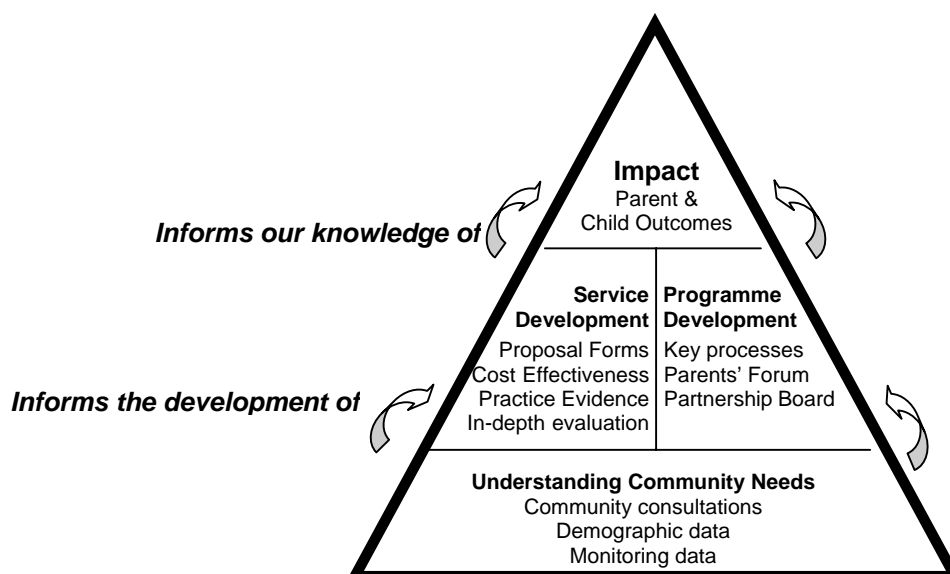 Impact
Parent &
Child Outcomes
Informs our knowledge of
Service
Development
Proposal Forms
Cost Effectiveness
Practice Evidence
In-depth evaluation
Programme
Development
Key processes
Parents' Forum
Partnership Board
Informs the development of
Understanding Community Needs
Community consultations
Demographic data
Monitoring data